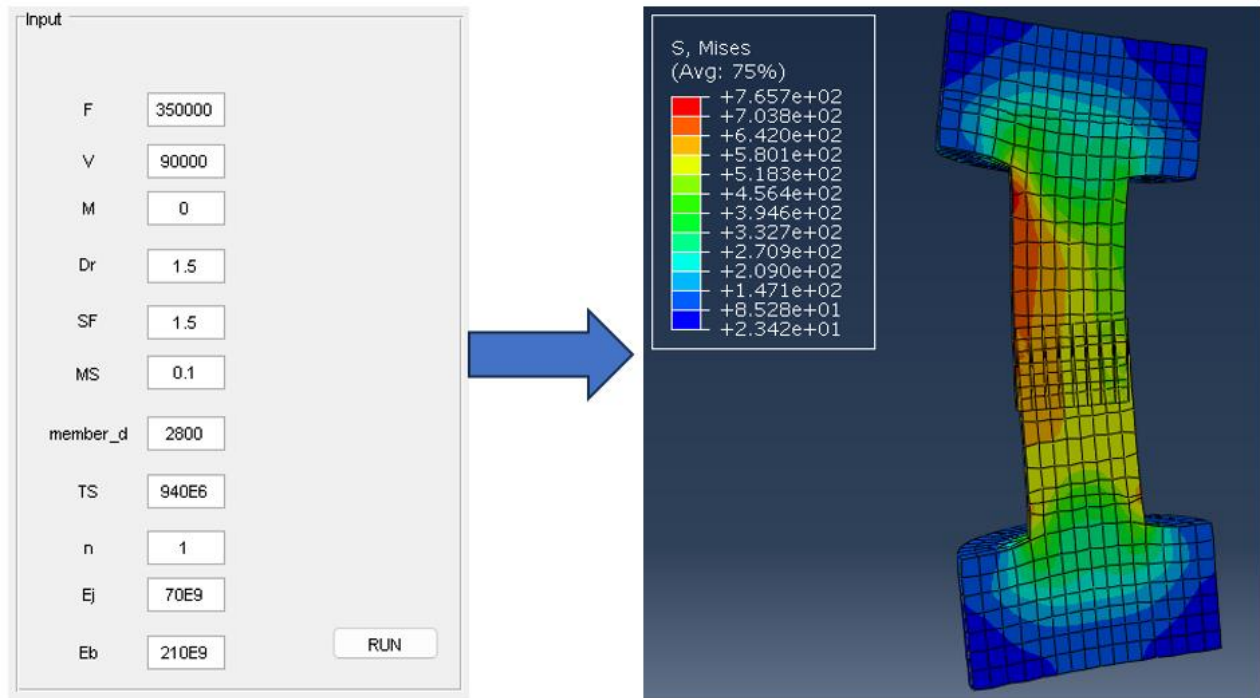 Input
F 350000
V 90000
M 0
Dr 1.5
SF 1.5
MS 0.1
member_d 2800
TS 940E6
n 1
Ej 70E9
Eb 210E9
RUN
S, Mises
(Avg: 75%)
+7.657e+02
+7.038e+02
+6.420e+02
+5.801e+02
+5.183e+02
+4.564e+02
+3.946e+02
+3.327e+02
+2.709e+02
+2.090e+02
+1.471e+02
+8.528e+01
+2.342e+01